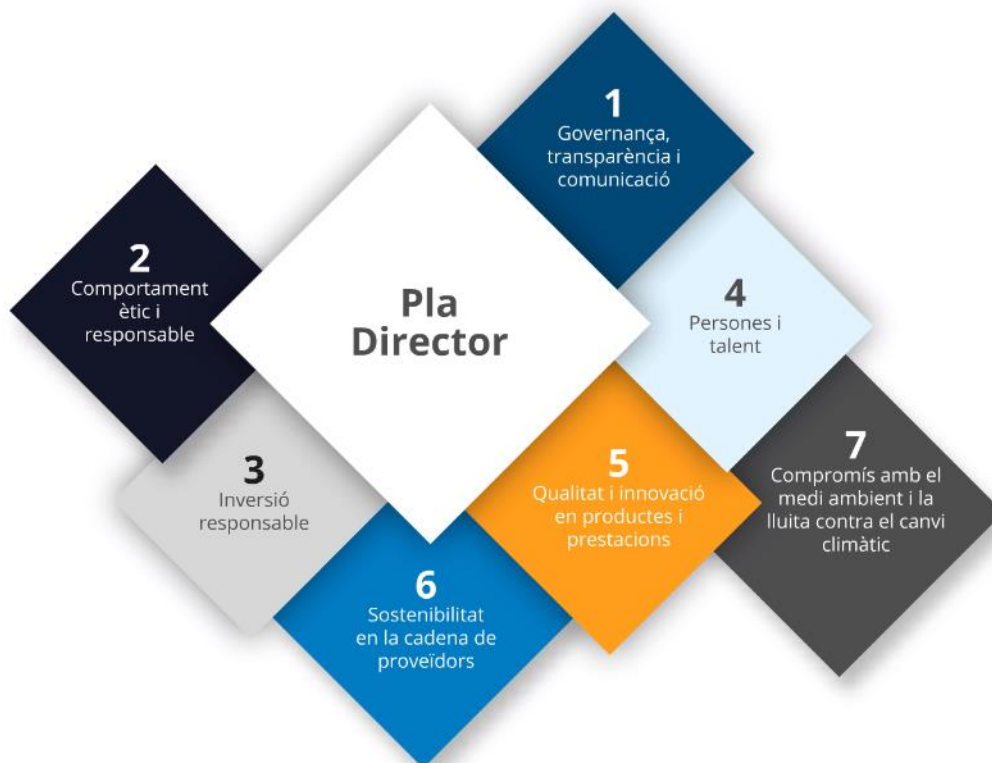 Pla
Director
1
Governança,
transparència i
comunicació
2
Comportament
ètic i
responsable
3
Inversió
responsable
4
Persones i
talent
5
Qualitat i innovació
en productes i
prestacions
6
Sostenibilitat
en la cadena de
proveïdors
7
Compromís amb el
medi ambient i la
lluita contra el canvi
climàtic